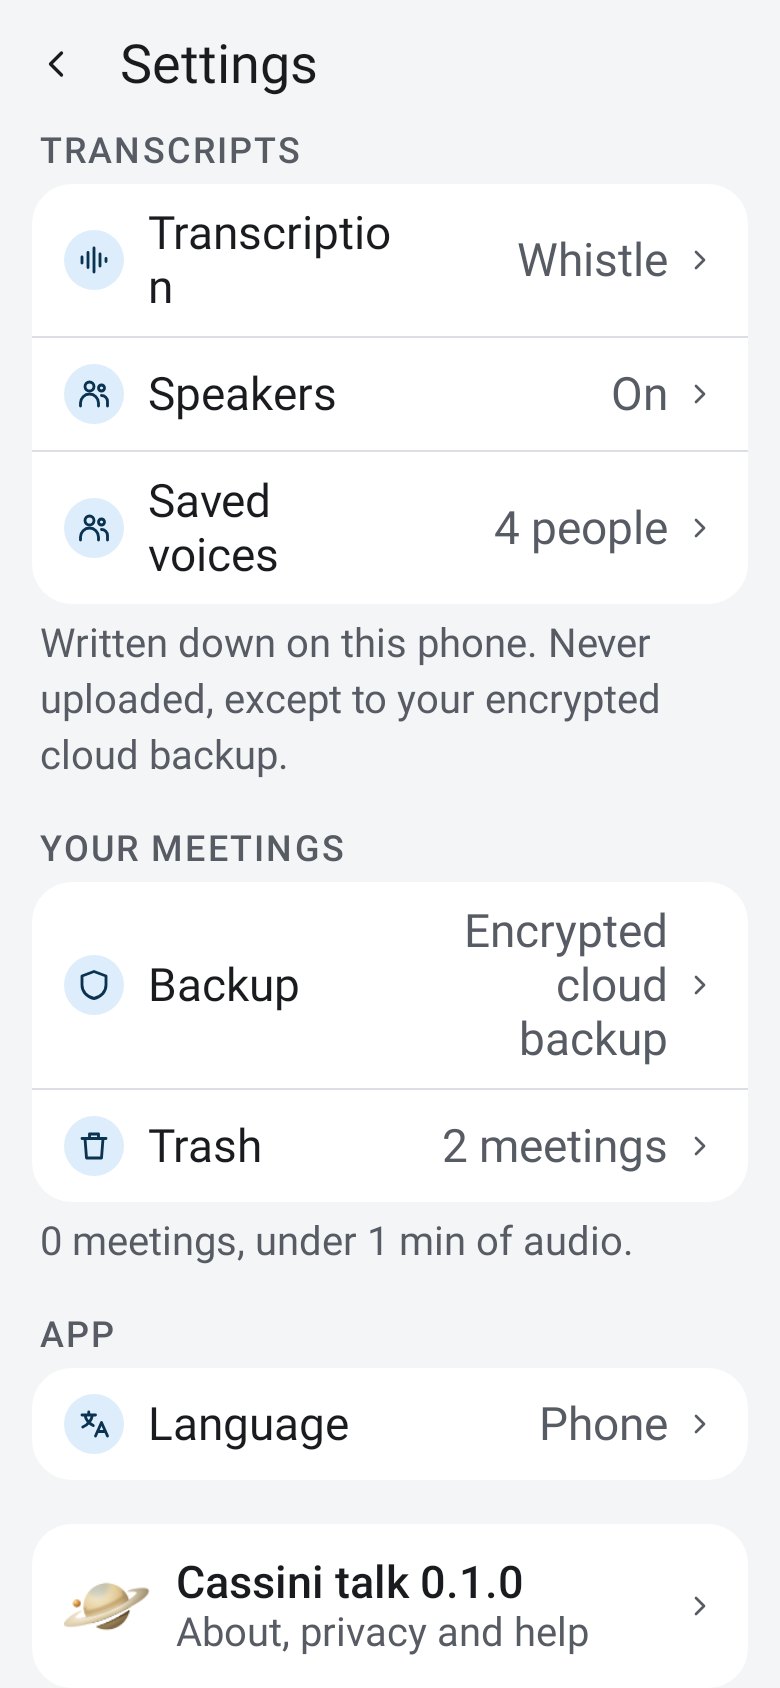 Settings
TRANSCRIPTS
Transcriptio
n
Whistle
Speakers
On
Saved
voices
4 people
Written down on this phone. Never
uploaded, except to your encrypted
cloud backup.
YOUR MEETINGS
Backup
Encrypted
cloud
backup
Trash
2 meetings
0 meetings, under 1 min of audio.
APP
Language
Phone
Cassini talk 0.1.0
About, privacy and help